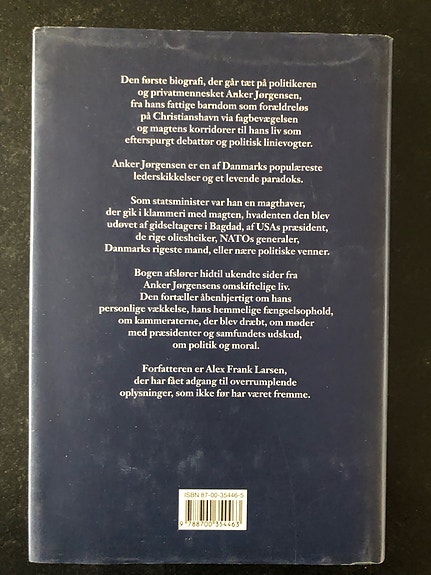 Den første biografi, der går tæt på politikeren
og privatmennesket Anker Jørgensen,
fra hans fattige barndom som forældreløs
på Christianshavn via fagbevægelsen
og magtens korridorer til hans liv som
efterspurgt debattør og politisk linievogter.
Anker Jørgensen er en af Danmarks populæreste
lederskikkelser og et levende paradoks.
Som statsminister var han en magthaver,
der gik i klammeri med magten, hvadenten den blev
udøvet af gidseltagere i Bagdad, af USAs præsident,
de rige oliesheiker, NATOs generaler,
Danmarks rigeste mand, eller nære politiske venner.
Bogen afslører hidtil ukendte sider fra
Anker Jørgensens omskiftelige liv.
Den fortæller åbenhjertigt om hans
personlige vækkelse, hans hemmelige fængselsophold,
om kammeraterne, der blev dræbt, om møder
med præsidenter og samfundets udskud,
om politik og moral.
Forfatteren er Alex Frank Larsen,
der har fået adgang til overrumplende
oplysninger, som ikke før har været fremme.
ISBN 87-00-35446-5
9 788700 354463